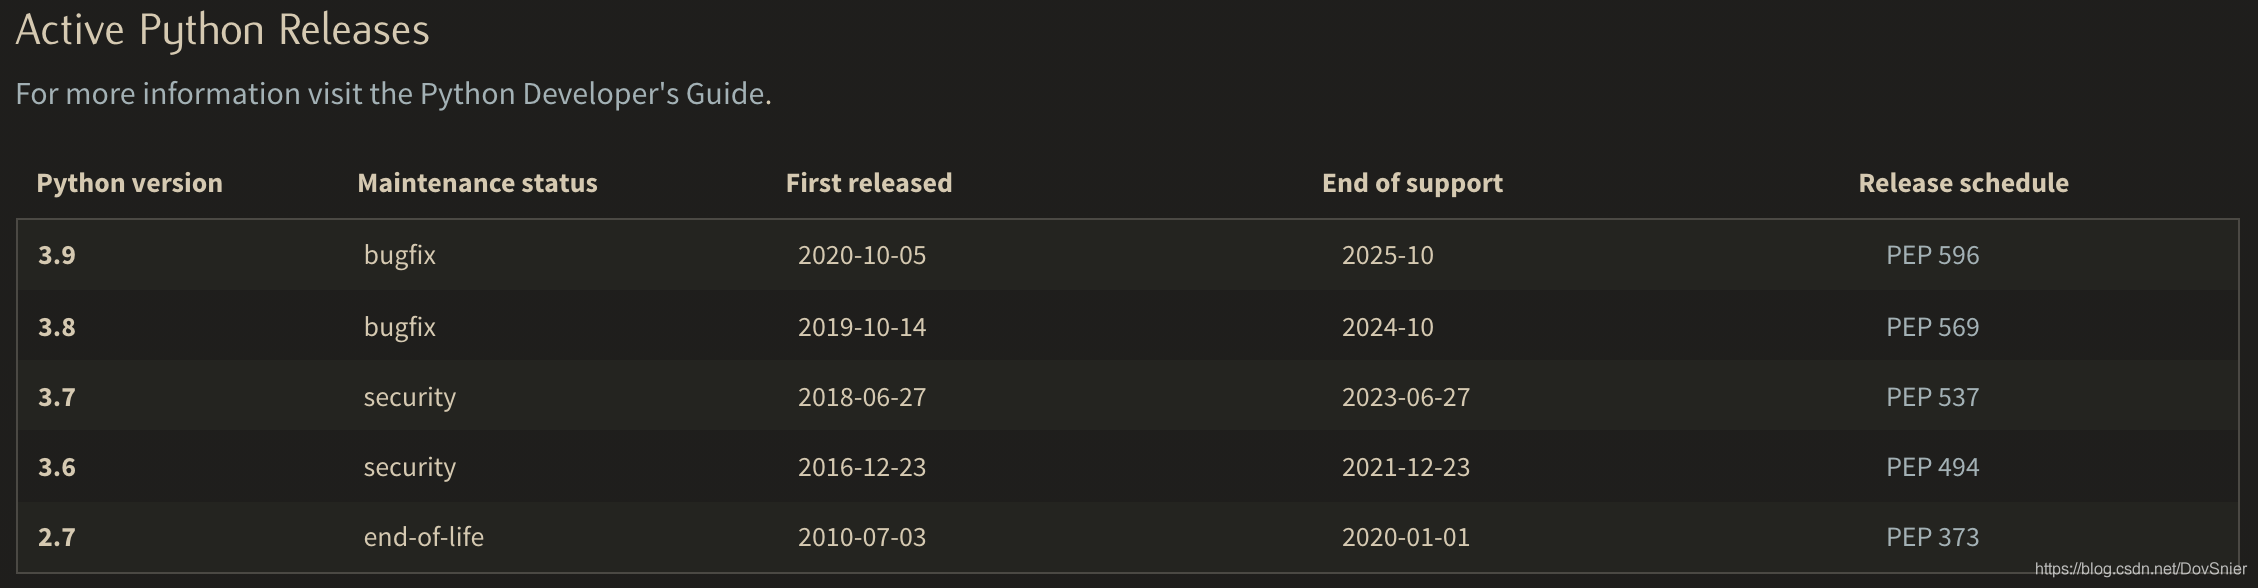 Active Python Releases
For more information visit the Python Developer's Guide.
Python version Maintenance status First released End of support Release schedule
3.9 bugfix 2020-10-05 2025-10 PEP 596
3.8 bugfix 2019-10-14 2024-10 PEP 569
3.7 security 2018-06-27 2023-06-27 PEP 537
3.6 security 2016-12-23 2021-12-23 PEP 494
2.7 end-of-life 2010-07-03 2020-01-01 PEP 373
https://blog.csdn.net/DovSnier